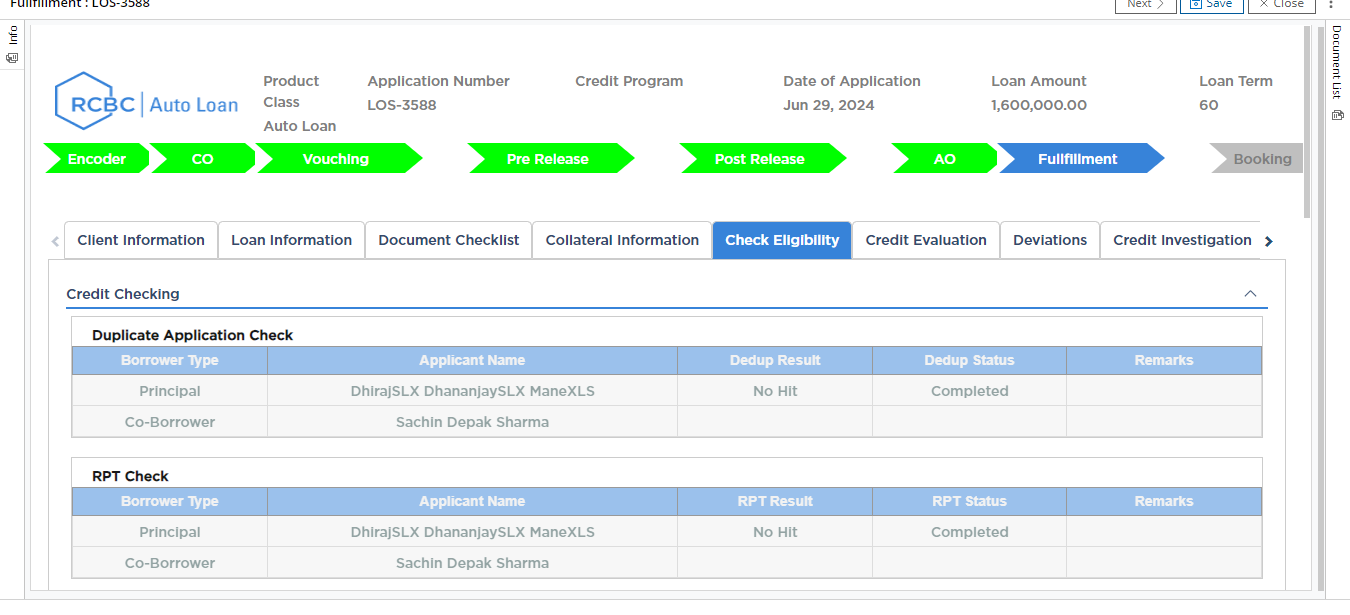 Fullfillment : LOS-3588
Next Save Close
Info
Document List
RCBC Auto Loan
Product Class
Auto Loan
Application Number
LOS-3588
Credit Program
Date of Application
Jun 29, 2024
Loan Amount
1,600,000.00
Loan Term
60
Encoder CO Vouching Pre Release Post Release AO Fullfillment Booking
Client Information Loan Information Document Checklist Collateral Information Check Eligibility Credit Evaluation Deviations Credit Investigation
Credit Checking
Duplicate Application Check
Borrower Type Applicant Name Dedup Result Dedup Status Remarks
Principal DhirajSLX DhananjaySLX ManeXLS No Hit Completed
Co-Borrower Sachin Depak Sharma
RPT Check
Borrower Type Applicant Name RPT Result RPT Status Remarks
Principal DhirajSLX DhananjaySLX ManeXLS No Hit Completed
Co-Borrower Sachin Depak Sharma